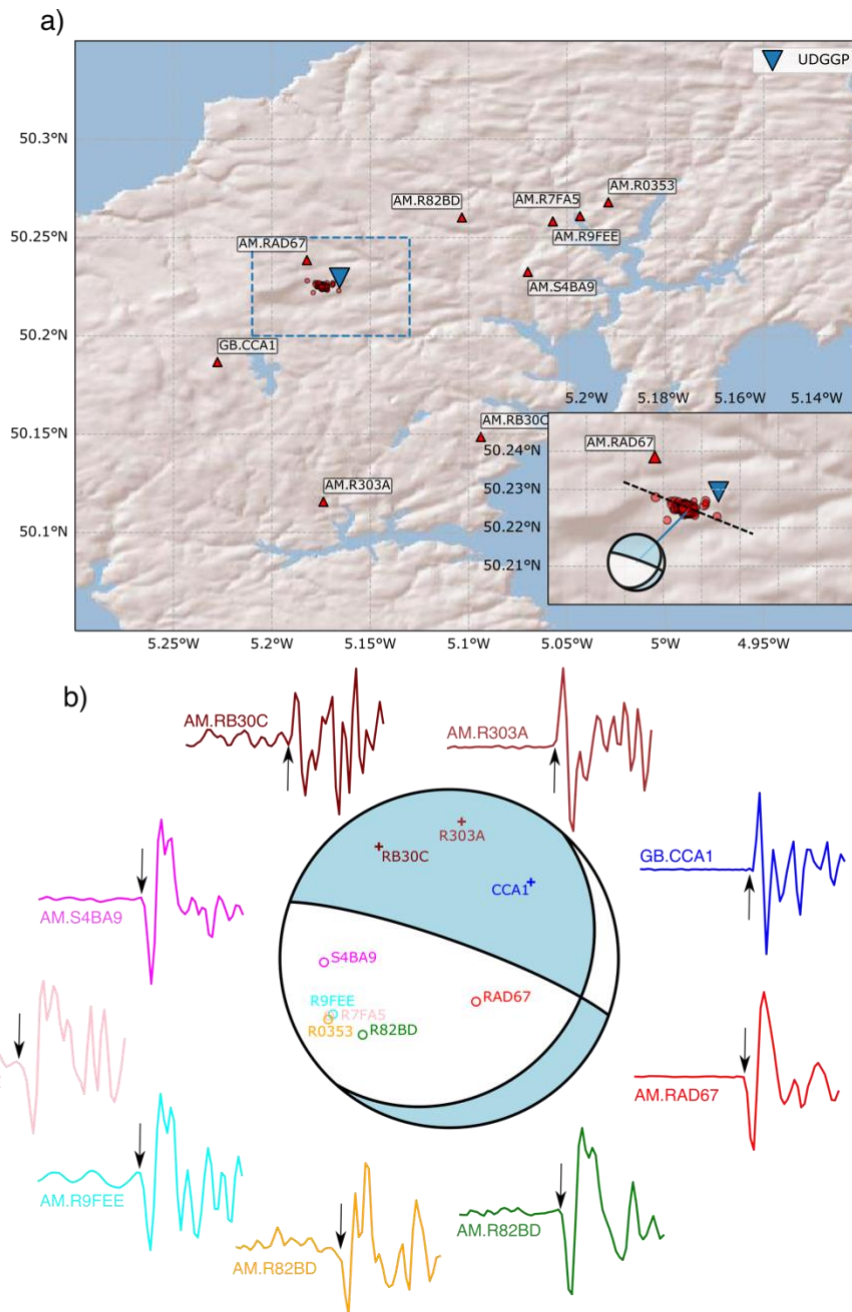 a)
UDGGP
50.3°N
AM.R0353
AM.R7FA5
AM.R82BD
50.25°N
AM.R9FEE
AM.RAD67
AM.S4BA9
50.2°N
GB.CCA1
5.2°W 5.18°W 5.16°W 5.14°W
AM.RB30C
50.15°N
50.24°N
AM.RAD67
50.23°N
AM.R303A
50.22°N
50.1°N
50.21°N
5.25°W 5.2°W 5.15°W 5.1°W 5.05°W 5°W 4.95°W
b)
AM.RB30C
AM.R303A
R303A
RB30C
GB.CCA1
CCA1
AM.S4BA9
S4BA9
RAD67
R9FEE
R7FA5
R0353
R82BD
AM.RAD67
AM.R9FEE
AM.R82BD
AM.R82BD